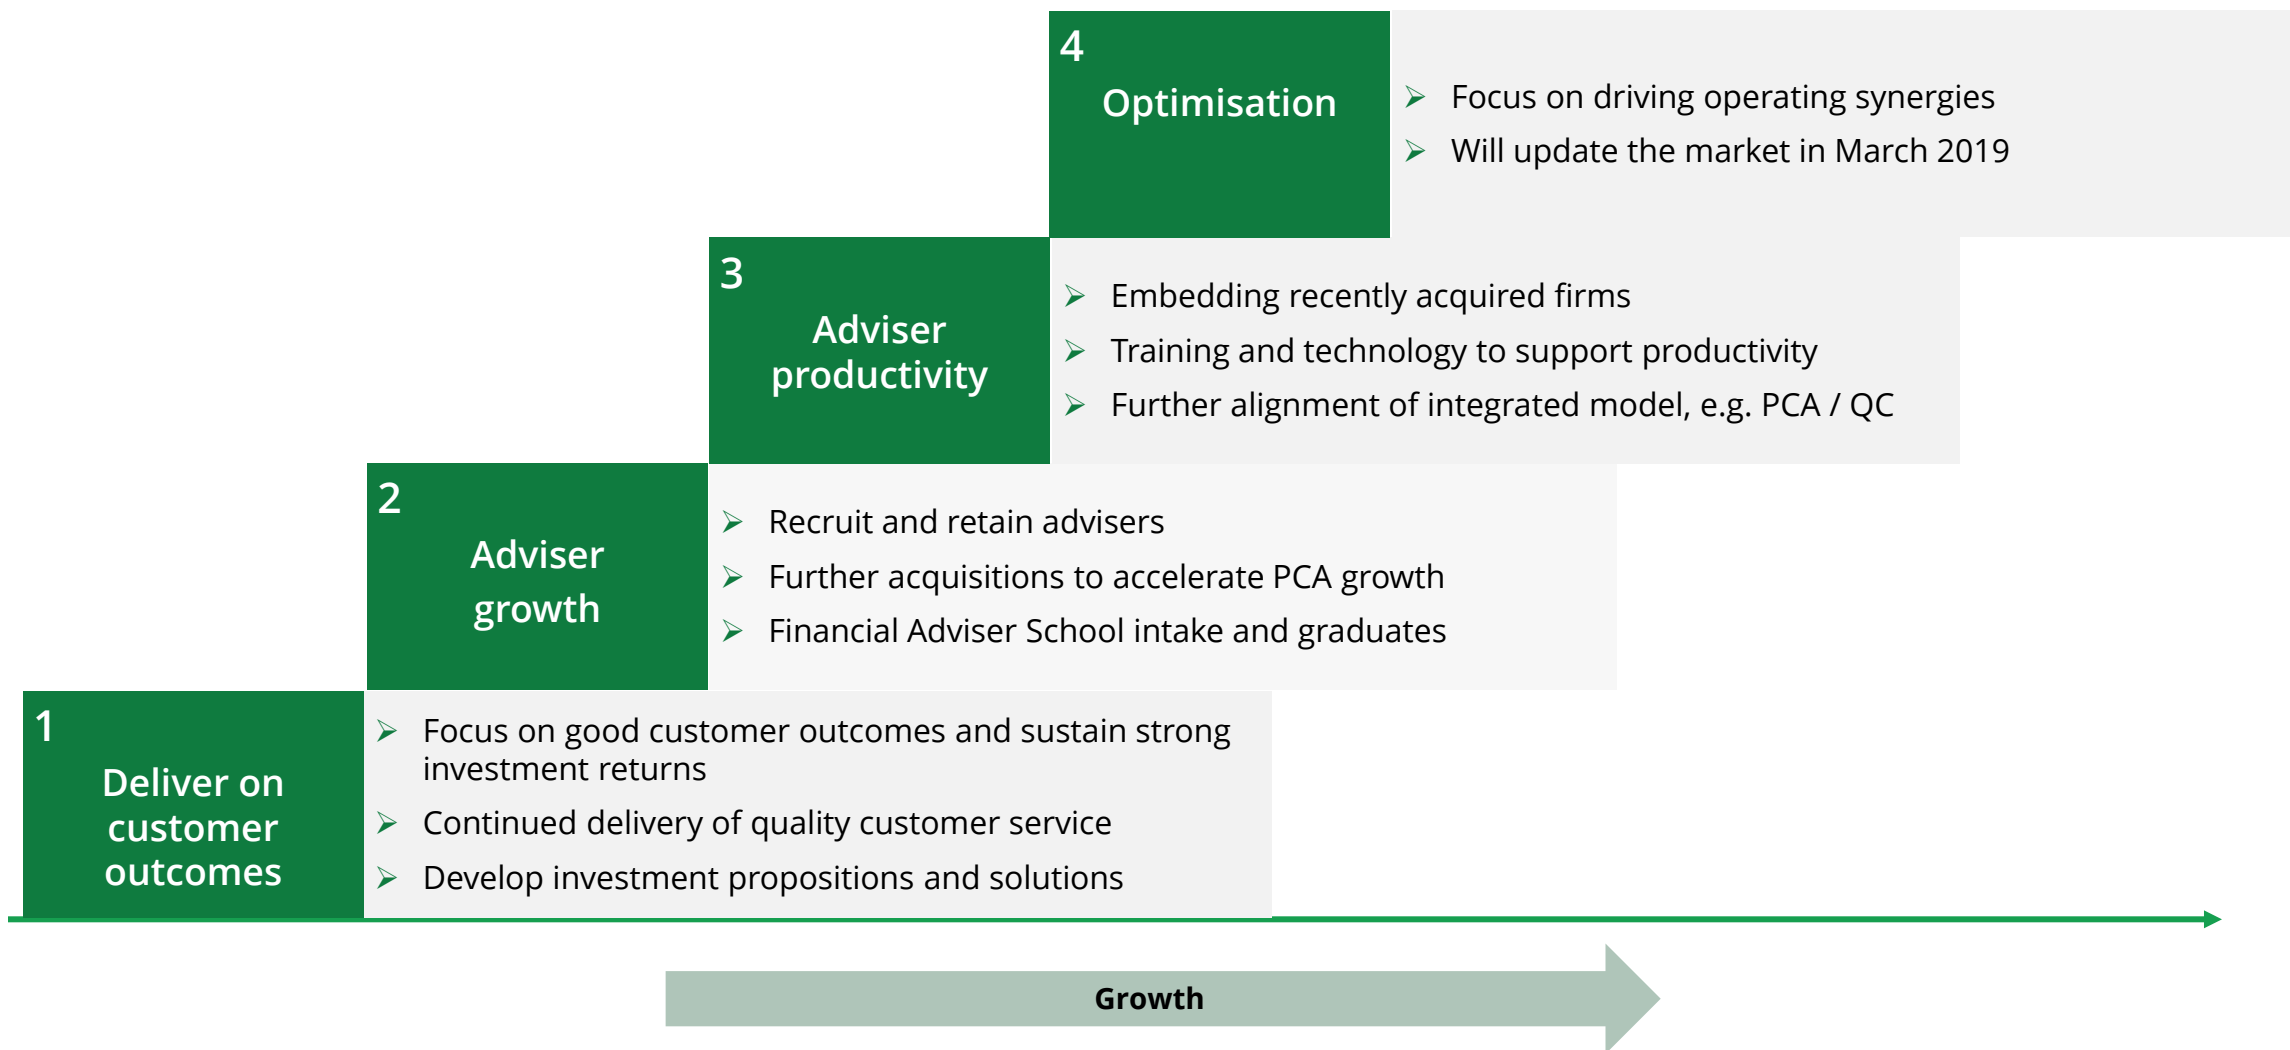 4
Optimisation
Focus on driving operating synergies
Will update the market in March 2019
3
Adviser
productivity
Embedding recently acquired firms
Training and technology to support productivity
Further alignment of integrated model, e.g. PCA / QC
2
Adviser
growth
Recruit and retain advisers
Further acquisitions to accelerate PCA growth
Financial Adviser School intake and graduates
1
Deliver on
customer
outcomes
Focus on good customer outcomes and sustain strong
investment returns
Continued delivery of quality customer service
Develop investment propositions and solutions
Growth